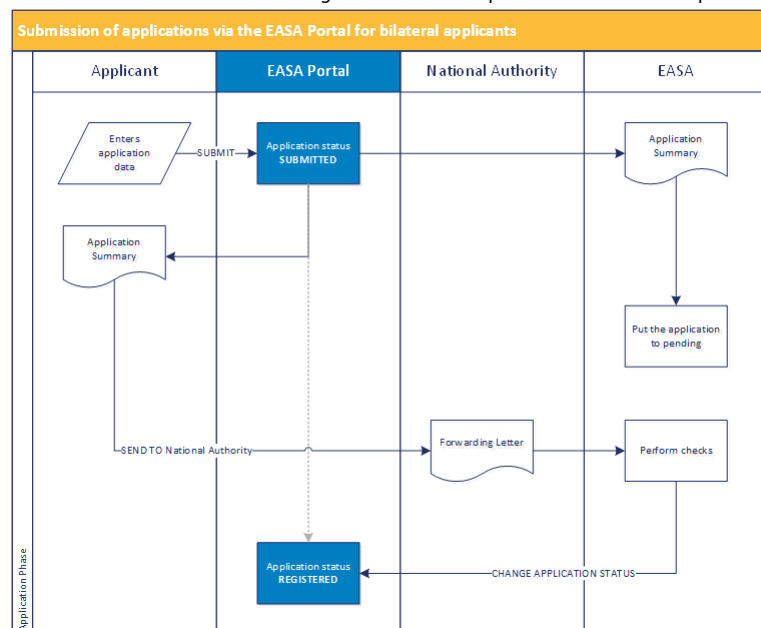 Submission of applications via the EASA Portal for bilateral applicants
Applicant
EASA Portal
National Authority
EASA
Enters
application
data
SUBMIT
Application status
SUBMITTED
Application
Summary
Application
Summary
Put the application
to pending
SEND TO National Authority
Forwarding Letter
Perform checks
Application status
REGISTERED
CHANGE APPLICATION STATUS
Application Phase